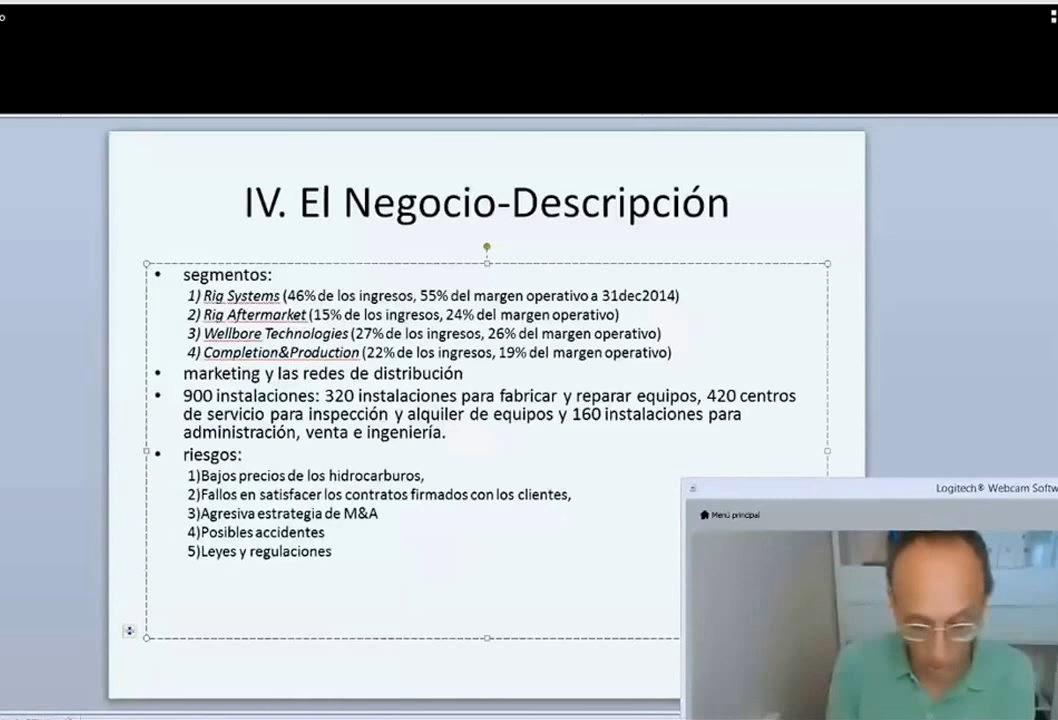 IV. El Negocio-Descripción
• segmentos:
1) Rig Systems (46% de los ingresos, 55% del margen operativo a 31dec2014)
2) Rig Aftermarket (15% de los ingresos, 24% del margen operativo)
3) Wellbore Technologies (27% de los ingresos, 26% del margen operativo)
4) Completion&Production (22% de los ingresos, 19% del margen operativo)
• marketing y las redes de distribución
• 900 instalaciones: 320 instalaciones para fabricar y reparar equipos, 420 centros
de servicio para inspección y alquiler de equipos y 160 instalaciones para
administración, venta e ingeniería.
• riesgos:
1)Bajos precios de los hidrocarburos,
2)Fallos en satisfacer los contratos firmados con los clientes,
3)Agresiva estrategia de M&A
4)Posibles accidentes
5)Leyes y regulaciones
Logitech® Webcam Softw
Menú principal